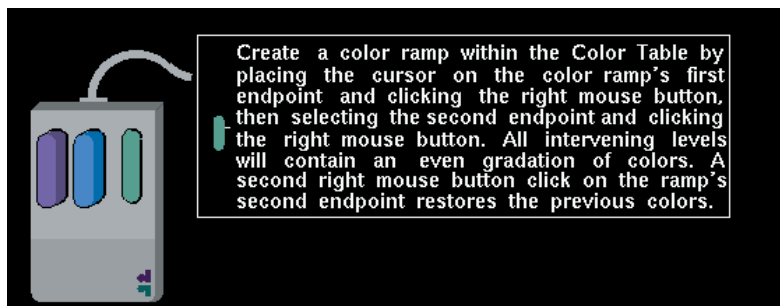 Create a color ramp within the Color Table by
placing the cursor on the color ramp's first
endpoint and clicking the right mouse button,
then selecting the second endpoint and clicking
the right mouse button. All intervening levels
will contain an even gradation of colors. A
second right mouse button click on the ramp's
second endpoint restores the previous colors.